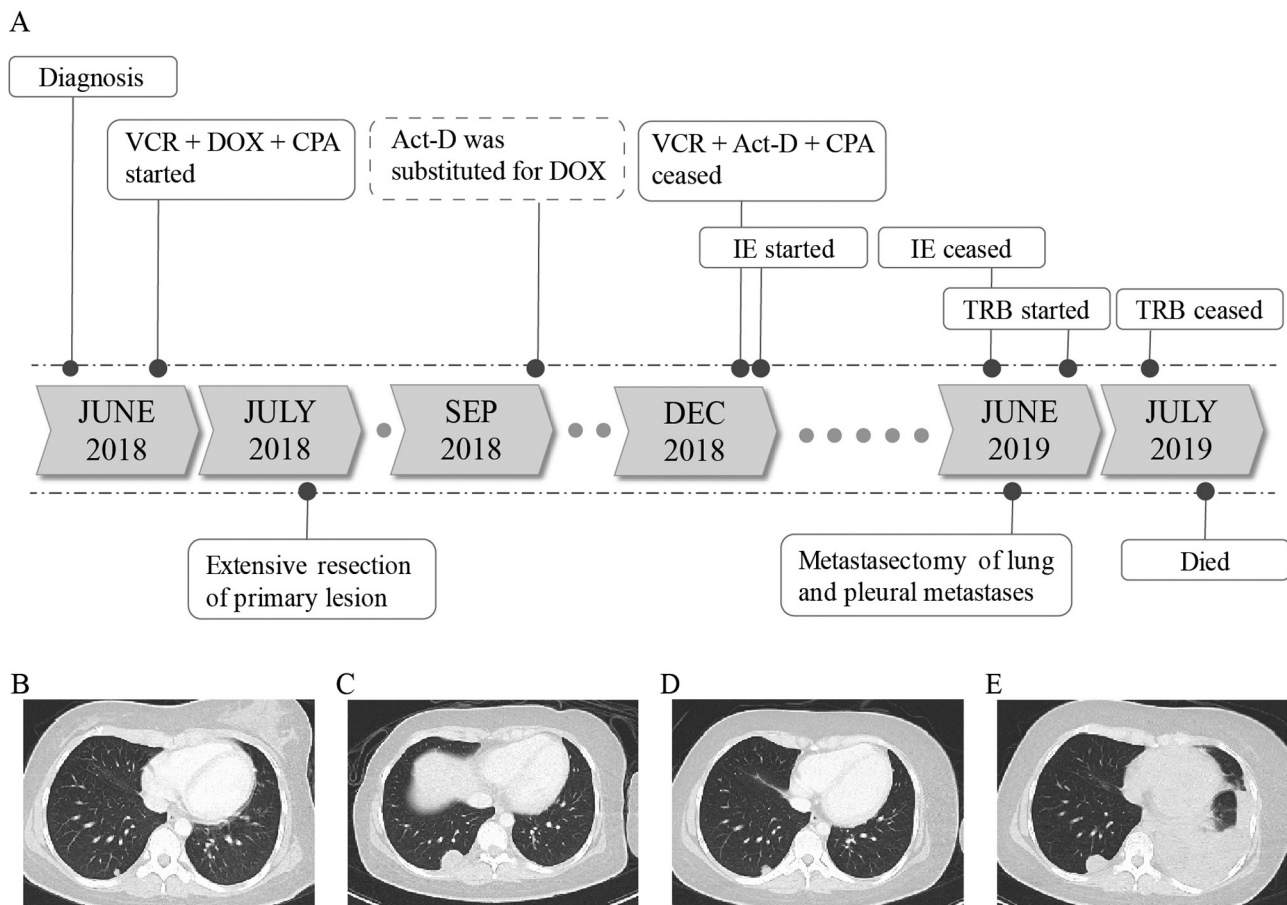 A
Diagnosis
VCR + DOX + CPA
started
Act-D was
substituted for DOX
VCR + Act-D + CPA
ceased
IE started
IE ceased
TRB started
TRB ceased
JUNE
2018
JULY
2018
SEP
2018
DEC
2018
JUNE
2019
JULY
2019
Extensive resection
of primary lesion
Metastasectomy of lung
and pleural metastases
Died
B
C
D
E